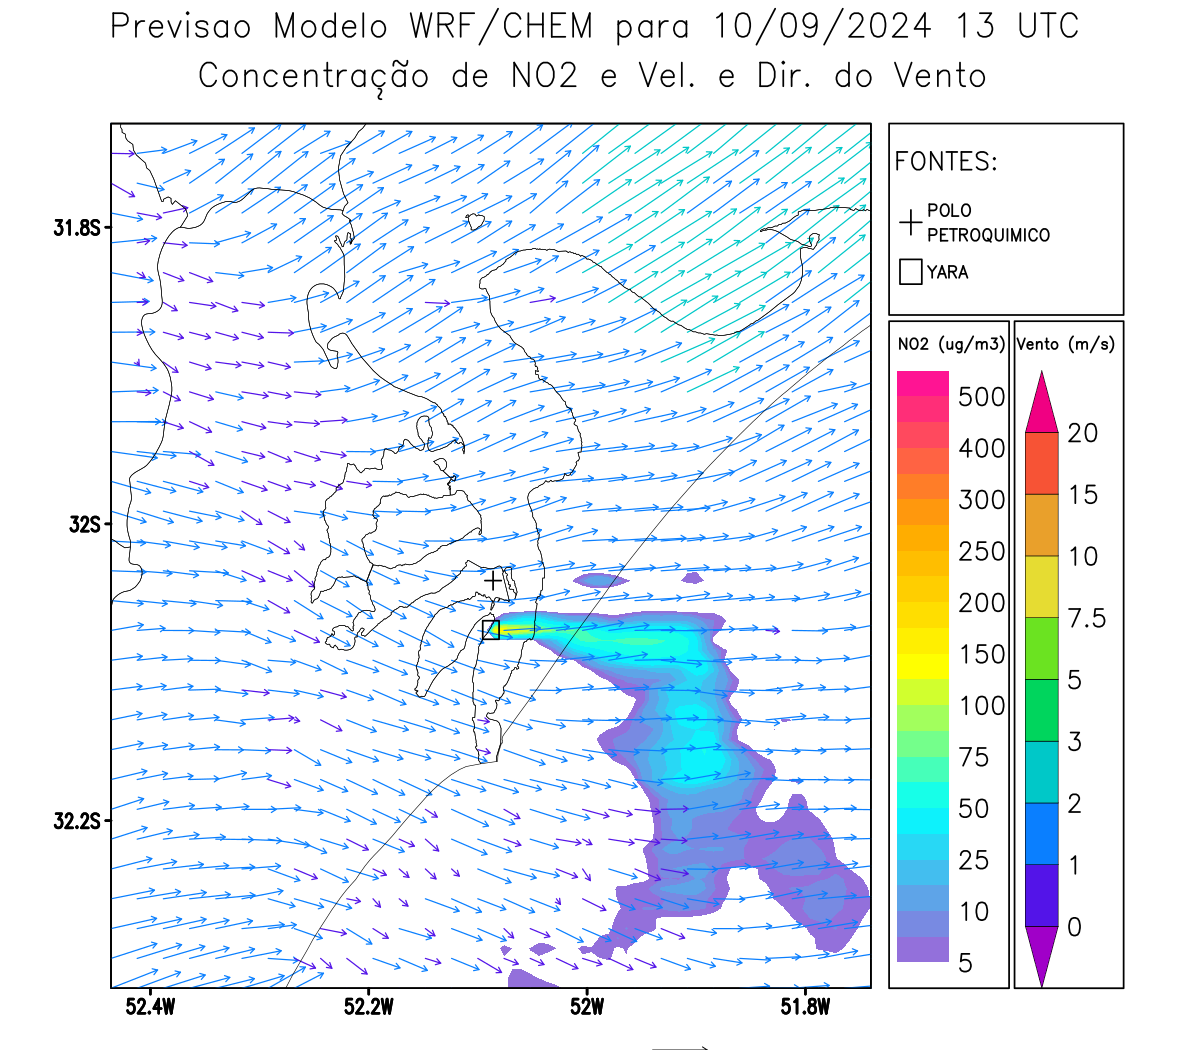 Previsao Modelo WRF/CHEM para 10/09/2024 13 UTC
Concentração de NO2 e Vel. e Dir. do Vento
FONTES:
POLO
PETROQUIMICO
YARA
NO2 (ug/m3)
500
400
300
250
200
150
100
75
50
25
10
5
Vento (m/s)
20
15
10
7.5
5
3
2
1
0
31.8S
32S
32.2S
52.4W
52.2W
52W
51.8W